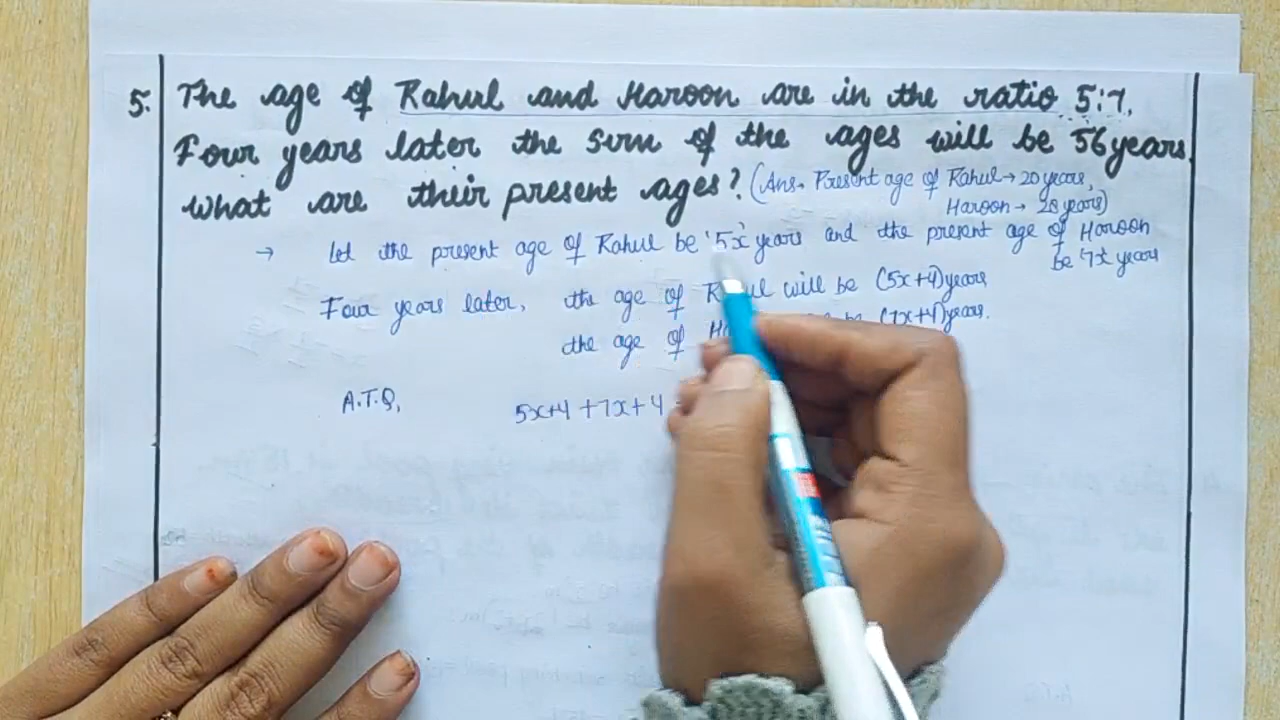 5. The age of Rahul and Haroon are in the ratio 5:7.
Four years later the sum of the ages will be 56 years.
What are their present ages? (Ans→ Present age of Rahul → 20 years,
Haroon → 28 years)
→ Let the present age of Rahul be '5x' years and the present age of Haroon
be '7x' years
Four years later, the age of Rahul will be (5x+4) years
the age of (7x+4) years.
A.T.Q, 5x+4 +7x+4